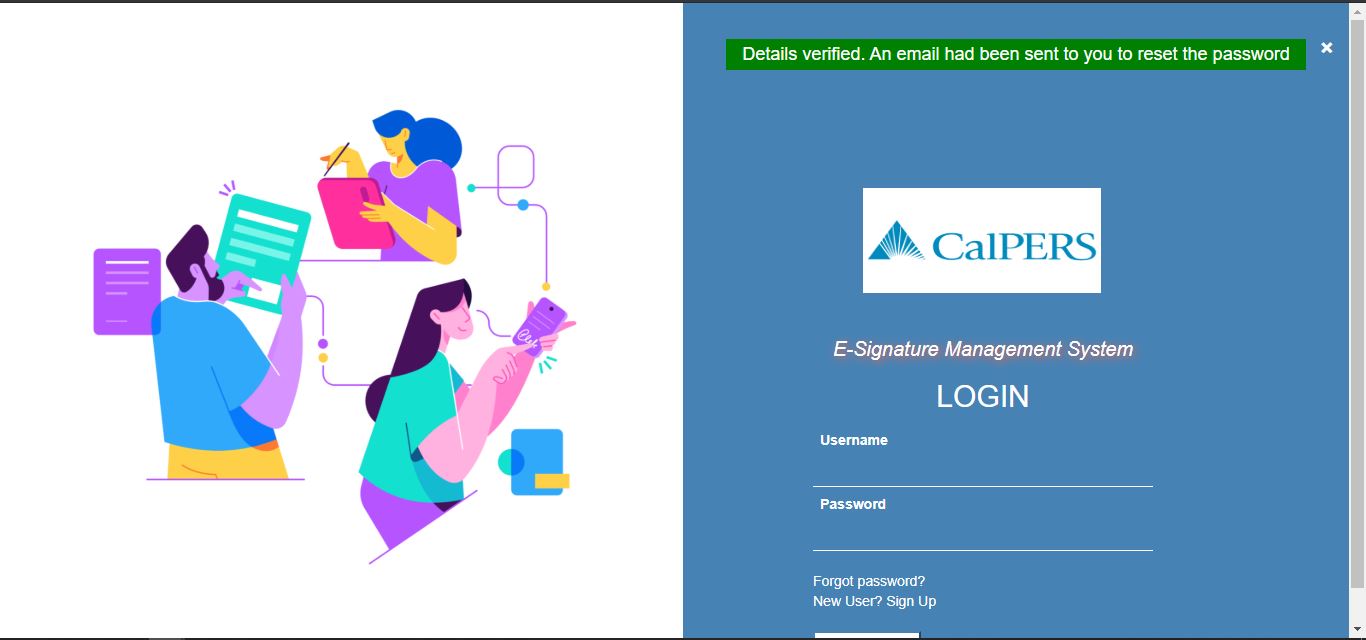 Details verified. An email had been sent to you to reset the password
CalPERS
E-Signature Management System
LOGIN
Username
Password
Forgot password?
New User? Sign Up